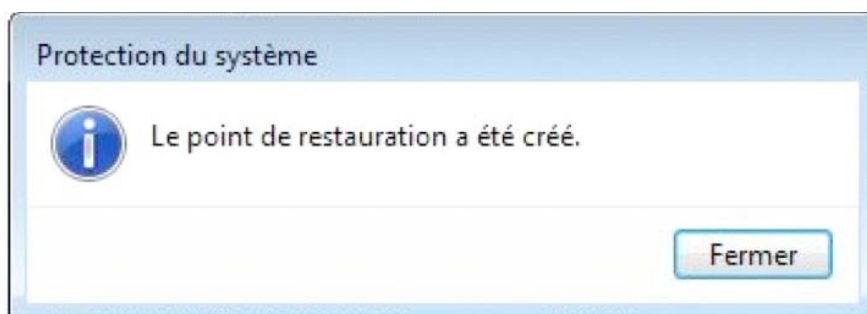 Protection du système
Le point de restauration a été créé.
Fermer